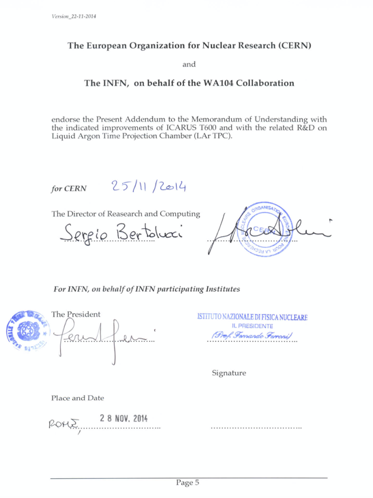 Version_12-11-2014
The European Organization for Nuclear Research (CERN)
and
The INFN, on behalf of the WA104 Collaboration
endorse the Present Addendum to the Memorandum of Understanding with
the indicated improvements of ICARUS T600 and with the related R&D on
Liquid Argon Time Projection Chamber (LAr TPC).
for CERN 25/11/2014
The Director of Reasearch and Computing
Sergio Bertolucci
For INFN, on behalf of INFN participating Institutes
The President
ISTITUTO NAZIONALE DI FISICA NUCLEARE
IL PRESIDENTE
(Prof. Fernando Ferroni)
Signature
Place and Date
ROME, 28 NOV. 2014
Page 5